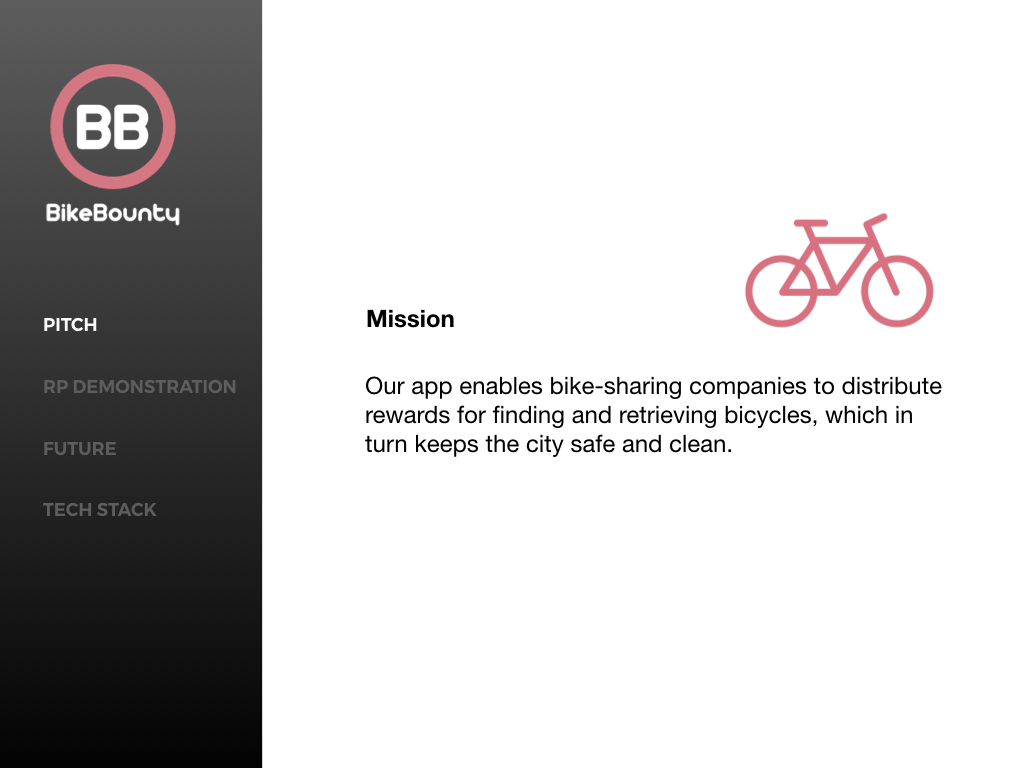 BB
BikeBounty
PITCH
RP DEMONSTRATION
FUTURE
TECH STACK
Mission
Our app enables bike-sharing companies to distribute
rewards for finding and retrieving bicycles, which in
turn keeps the city safe and clean.